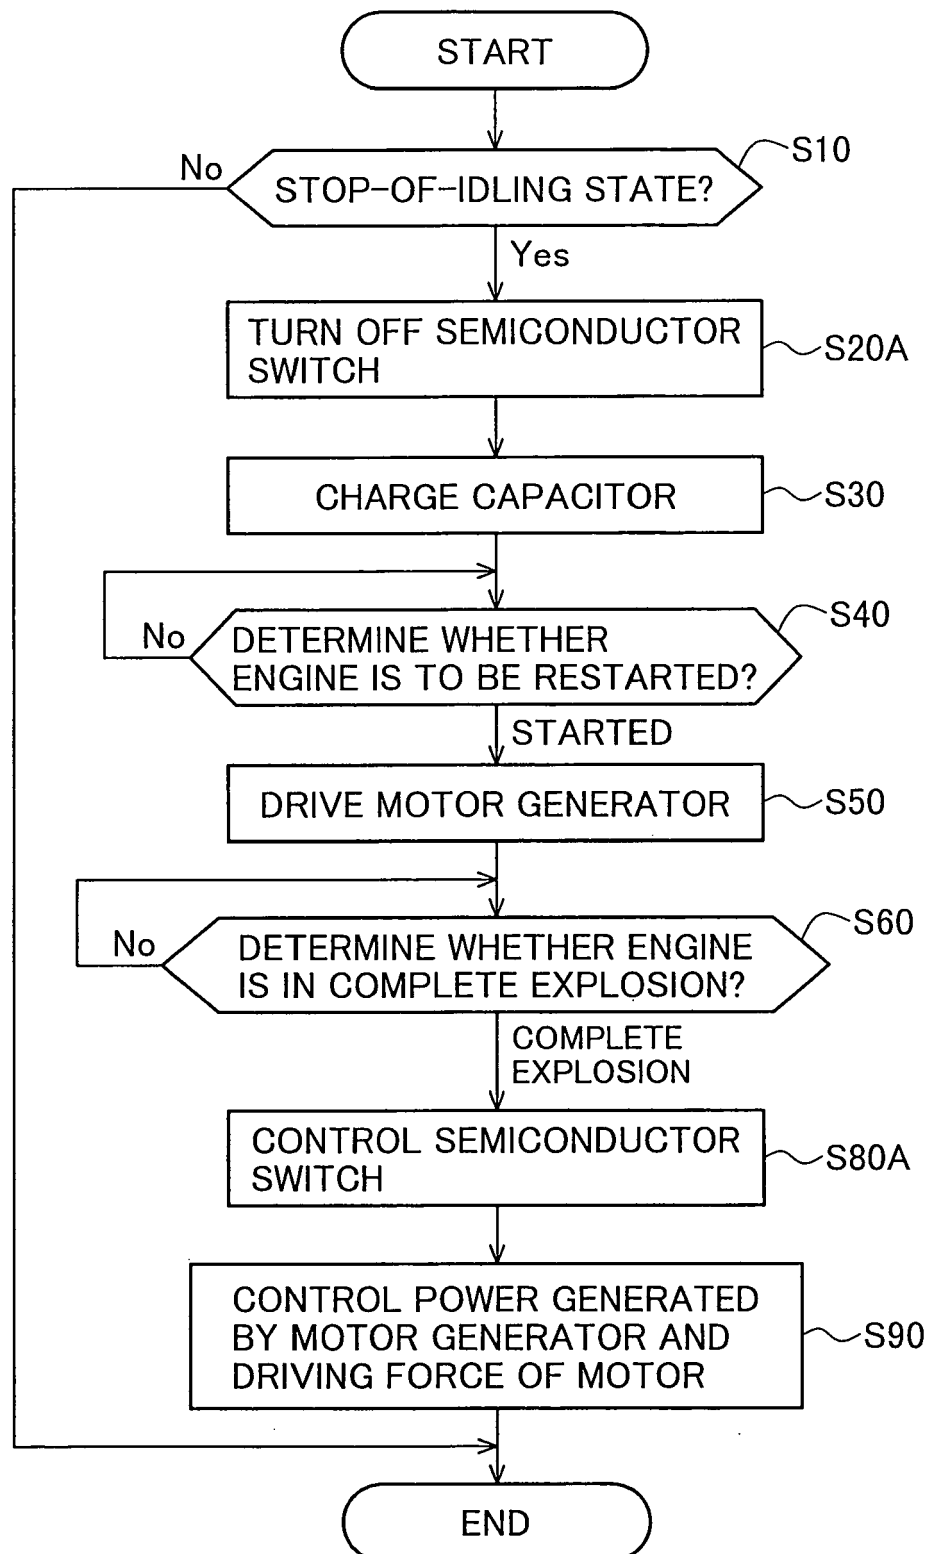 START
S10
No
STOP-OF-IDLING STATE?
Yes
TURN OFF SEMICONDUCTOR
SWITCH
S20A
CHARGE CAPACITOR
S30
S40
No
DETERMINE WHETHER
ENGINE IS TO BE RESTARTED?
STARTED
DRIVE MOTOR GENERATOR
S50
S60
No
DETERMINE WHETHER ENGINE
IS IN COMPLETE EXPLOSION?
COMPLETE
EXPLOSION
CONTROL SEMICONDUCTOR
SWITCH
S80A
CONTROL POWER GENERATED
BY MOTOR GENERATOR AND
DRIVING FORCE OF MOTOR
S90
END